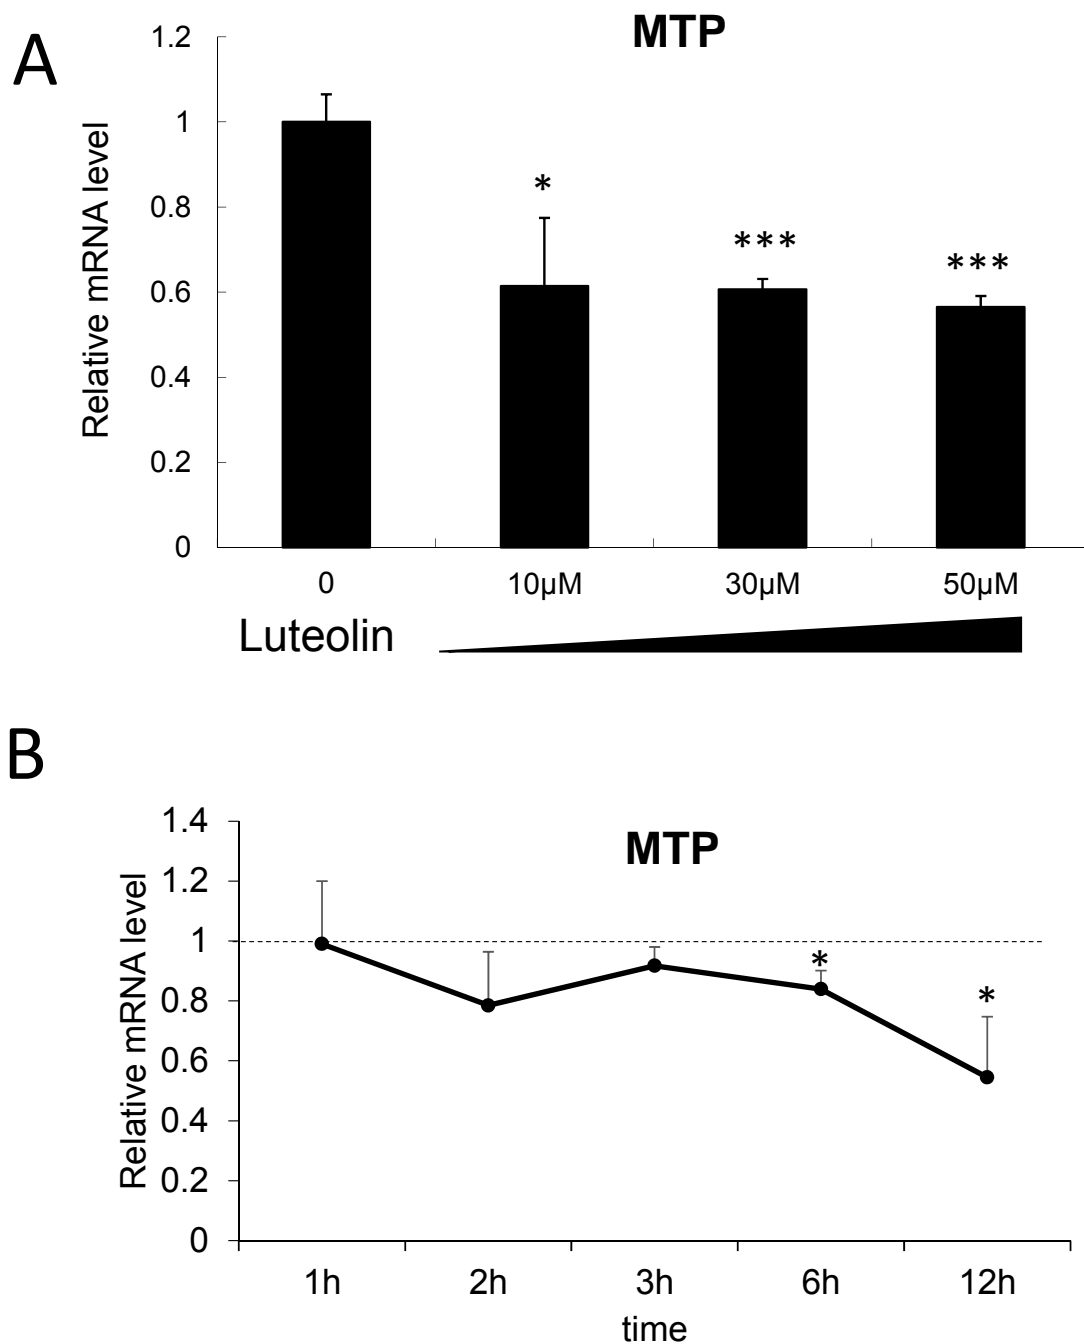 A
MTP
Relative mRNA level
1.2
1
0.8
0.6
0.4
0.2
0
*
***
***
0 10µM 30µM 50µM
Luteolin
B
MTP
Relative mRNA level
1.4
1.2
1
0.8
0.6
0.4
0.2
0
*
*
1h 2h 3h 6h 12h
time